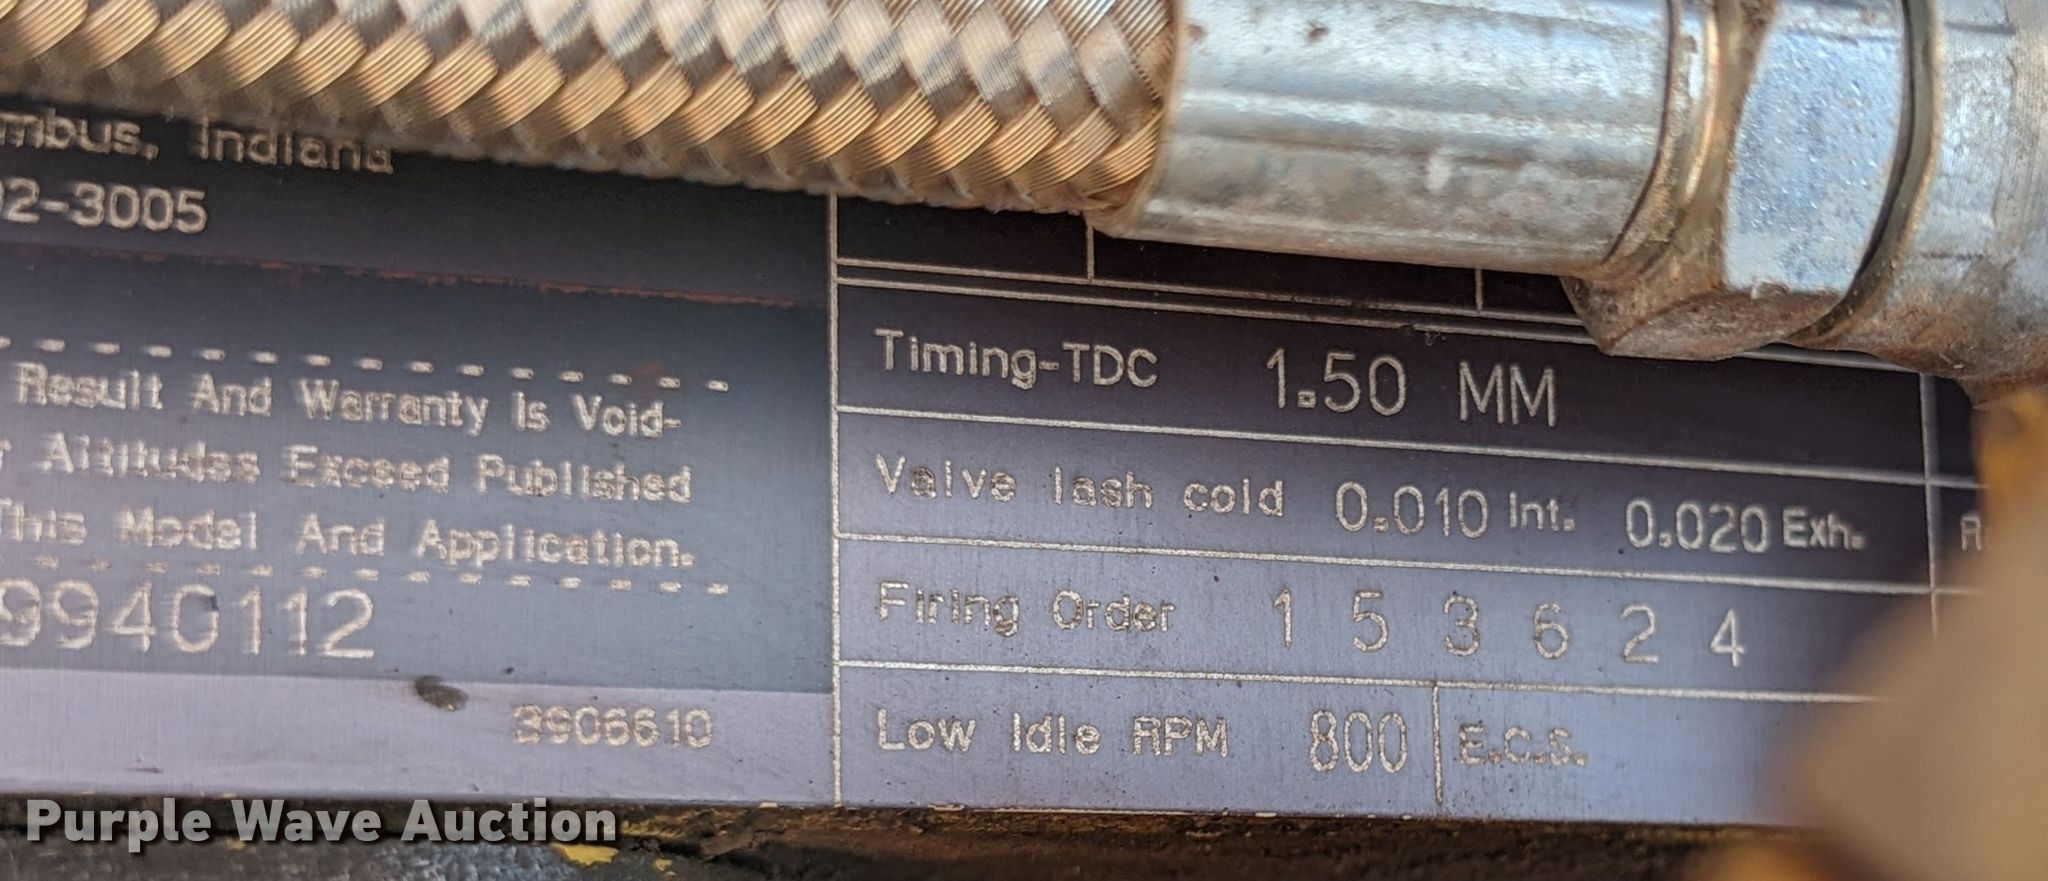 mbus, Indiana
02-3005
Result And Warranty Is Void-
Attitudes Exceed Published
This Model And Application.
9940112
3906610
Timing-TDC 1.50 MM
Valve lash cold 0.010 Int. 0.020 Exh.
Firing Order 1 5 3 6 2 4
Low Idle RPM 800 E.C.S.
Purple Wave Auction